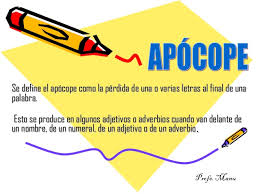 APÓCOPE
Se define el apócope como la pérdida de una o varias letras al final de una
palabra.
Esto se produce en algunos adjetivos o adverbios cuando van delante de
un nombre, de un numeral, de un adjetivo o de un adverbio.
Profe. Manu